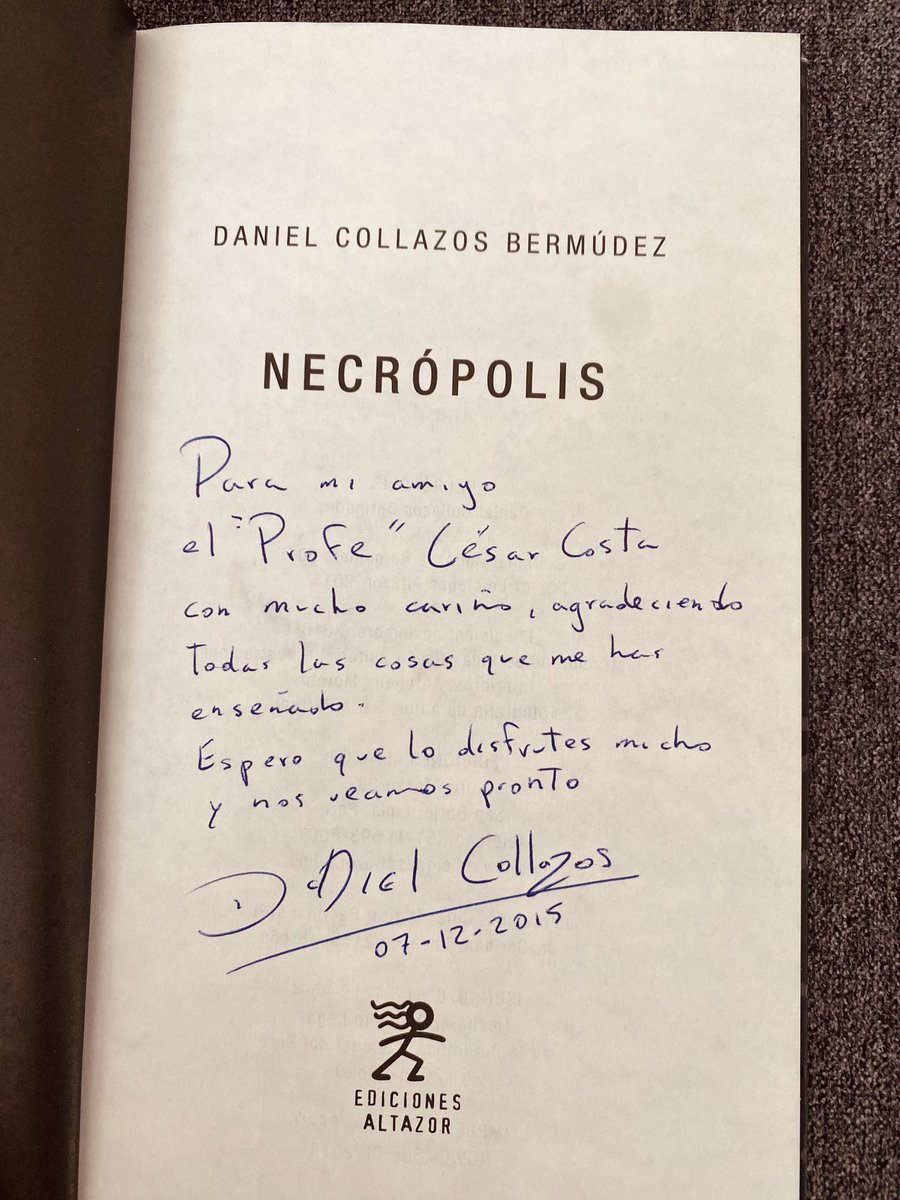 DANIEL COLLAZOS BERMÚDEZ
NECRÓPOLIS
Para mi amigo
el "Profe" César Costa
con mucho cariño, agradeciendo
todas las cosas que me has
enseñado.
Espero que lo disfrutes mucho
y nos veamos pronto
Daniel Collazos
07-12-2015
EDICIONES
ALTAZOR